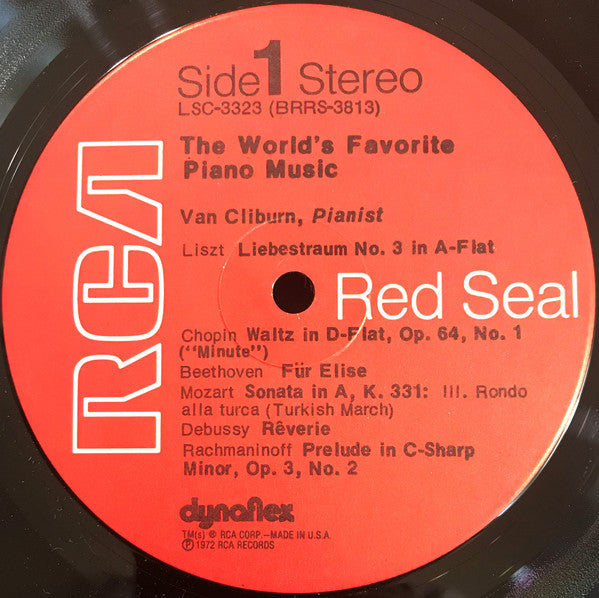 Side 1 Stereo
LSC-3323 (BRRS-3813)
The World's Favorite
Piano Music
Van Cliburn, Pianist
Liszt Liebestraum No. 3 in A-Flat
RCA
Red Seal
Chopin Waltz in D-Flat, Op. 64, No. 1
("Minute")
Beethoven Für Elise
Mozart Sonata in A, K. 331: III. Rondo
alla turca (Turkish March)
Debussy Rêverie
Rachmaninoff Prelude in C-Sharp
Minor, Op. 3, No. 2
dynaflex
TM(s) ® RCA CORP.—MADE IN U.S.A.
℗ 1972 RCA RECORDS